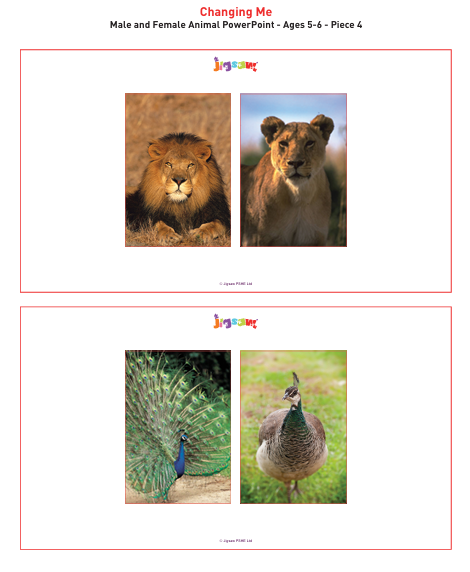 Changing Me
Male and Female Animal PowerPoint - Ages 5-6 - Piece 4
Jigsaw
© Jigsaw PSHE Ltd
Jigsaw
© Jigsaw PSHE Ltd